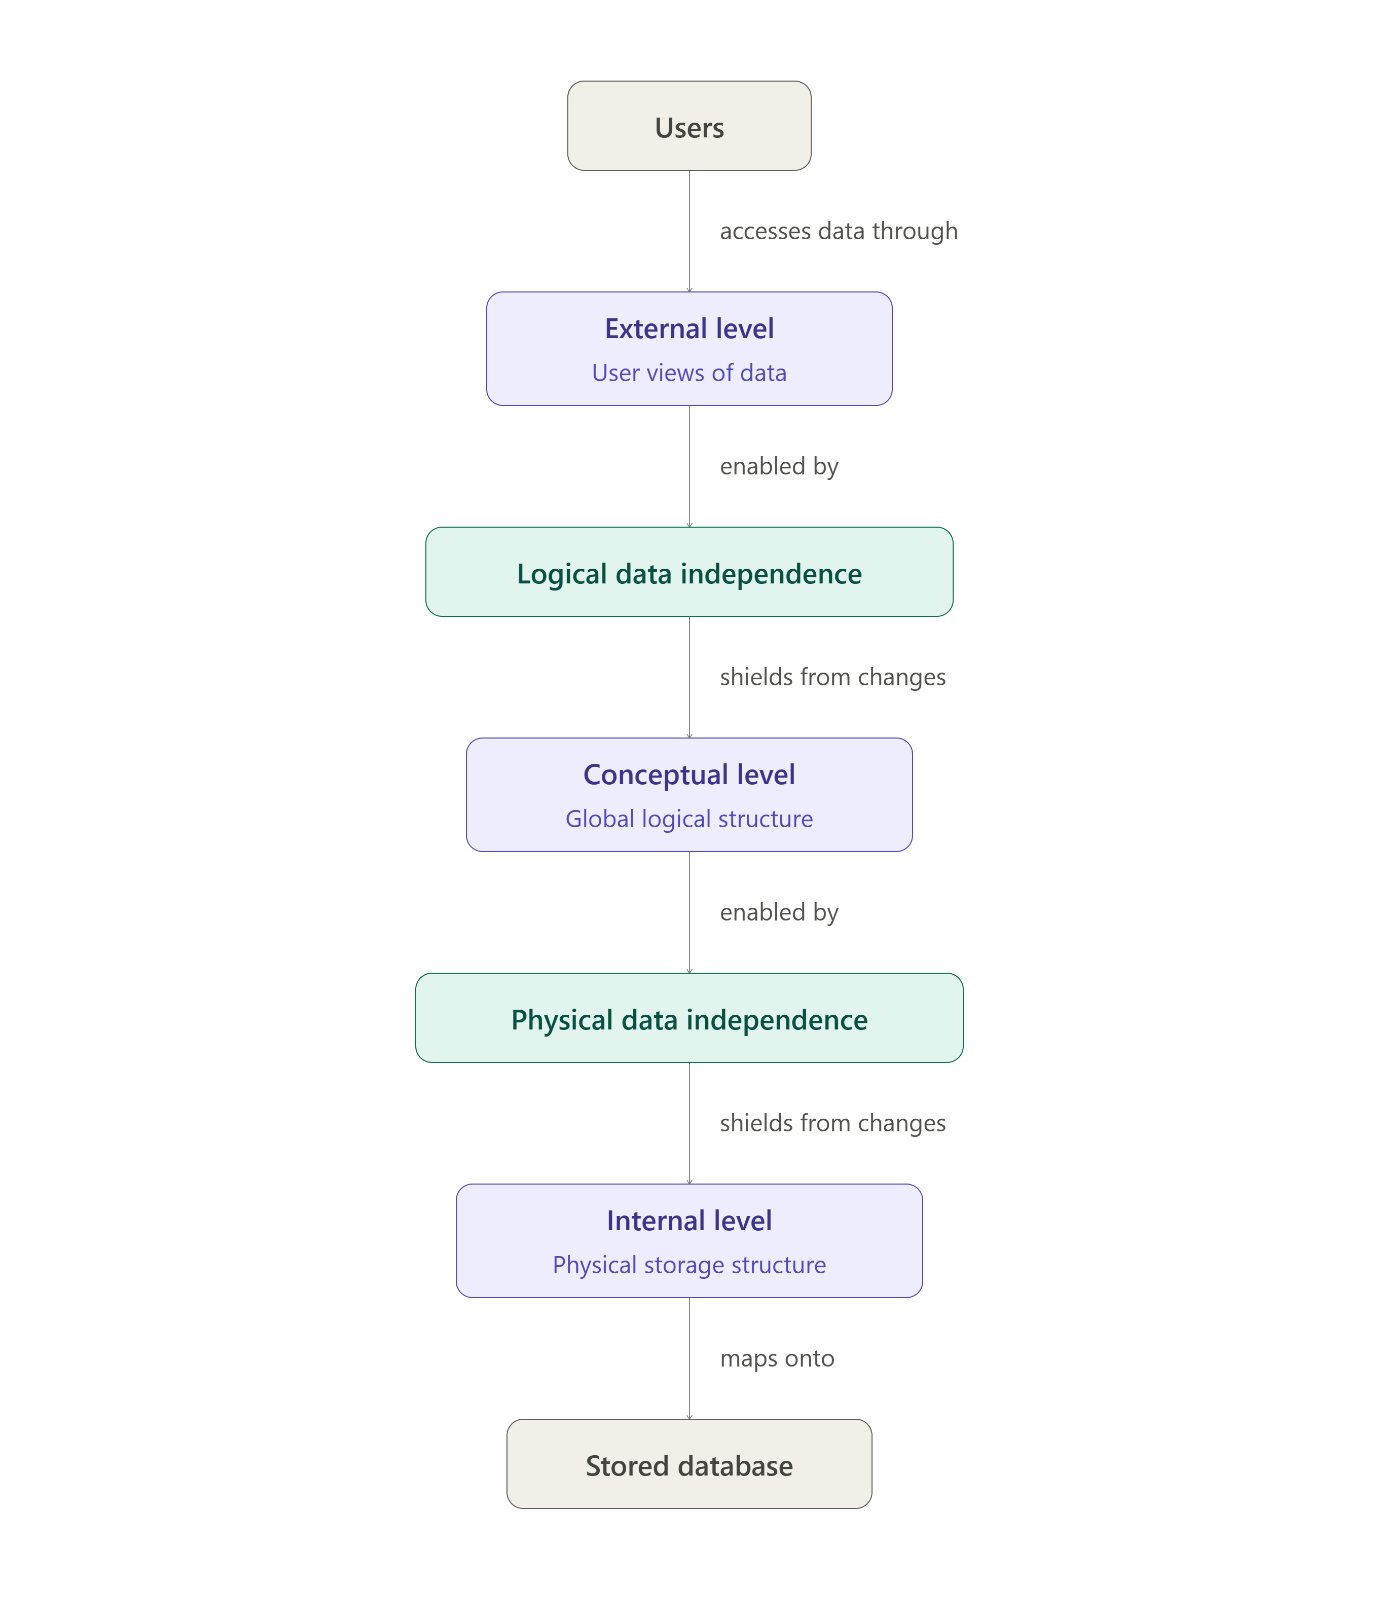 Users
accesses data through
External level
User views of data
enabled by
Logical data independence
shields from changes
Conceptual level
Global logical structure
enabled by
Physical data independence
shields from changes
Internal level
Physical storage structure
maps onto
Stored database